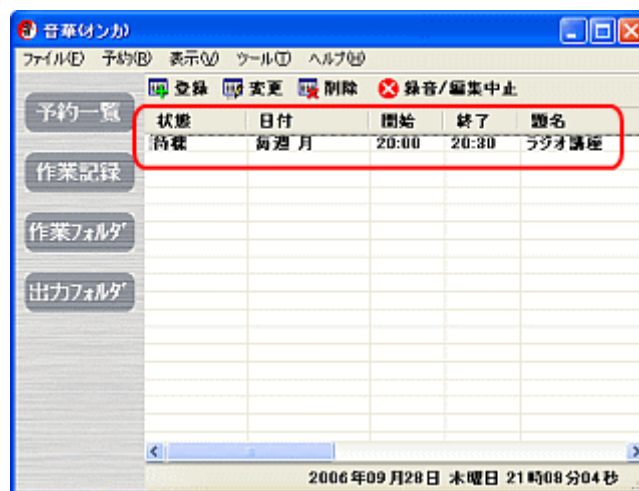 音華(オンカ)
ファイル(F) 予約(B) 表示(V) ツール(T) ヘルプ(H)
登録 変更 削除 録音/編集中止
予約一覧
作業記録
作業フォルダ
出力フォルダ
状態 日付 開始 終了 題名
待機 毎週 月 20:00 20:30 ラジオ講座
2006年09月28日 木曜日 21時08分04秒